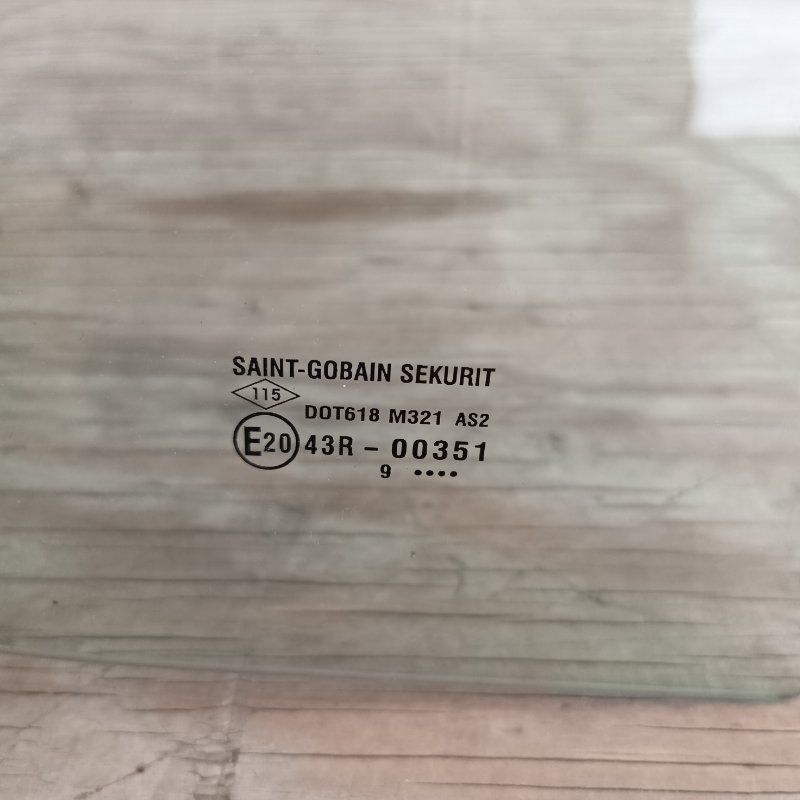 SAINT-GOBAIN SEKURIT
115
DOT618 M321 AS2
E20 43R - 00351
9 ••••